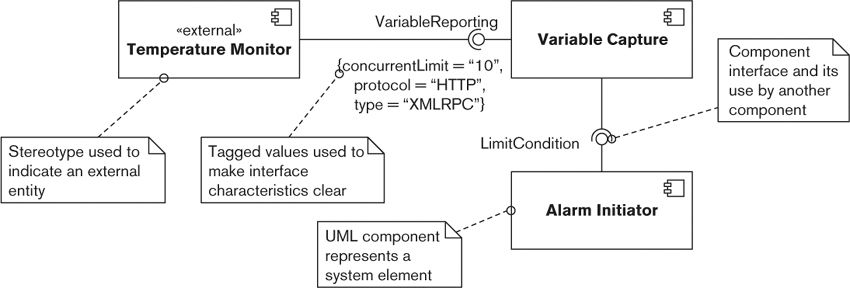 «external»
Temperature Monitor
VariableReporting
{concurrentLimit = “10”,
protocol = “HTTP”,
type = “XMLRPC”}
Variable Capture
Component
interface and its
use by another
component
Stereotype used to
indicate an external
entity
Tagged values used to
make interface
characteristics clear
LimitCondition
Alarm Initiator
UML component
represents a
system element